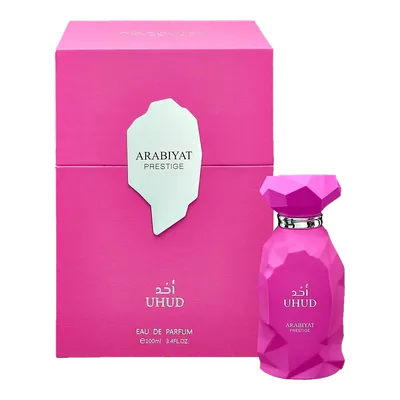 ARABIYAT
PRESTIGE
أحد
UHUD
EAU DE PARFUM
℮100ml 3.4FL.OZ.
أحد
UHUD
ARABIYAT
PRESTIGE